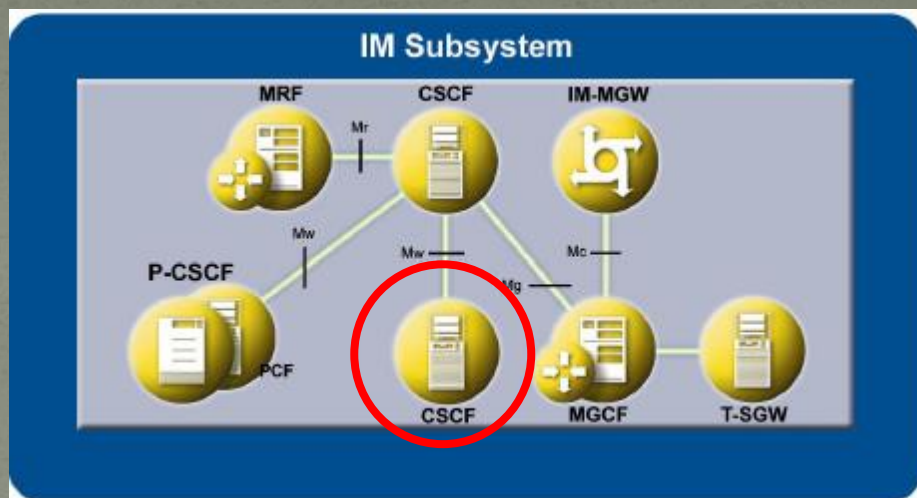 IM Subsystem
MRF CSCF IM-MGW
Mr
Mw Mw Mc
P-CSCF Mg
PCF
CSCF MGCF T-SGW